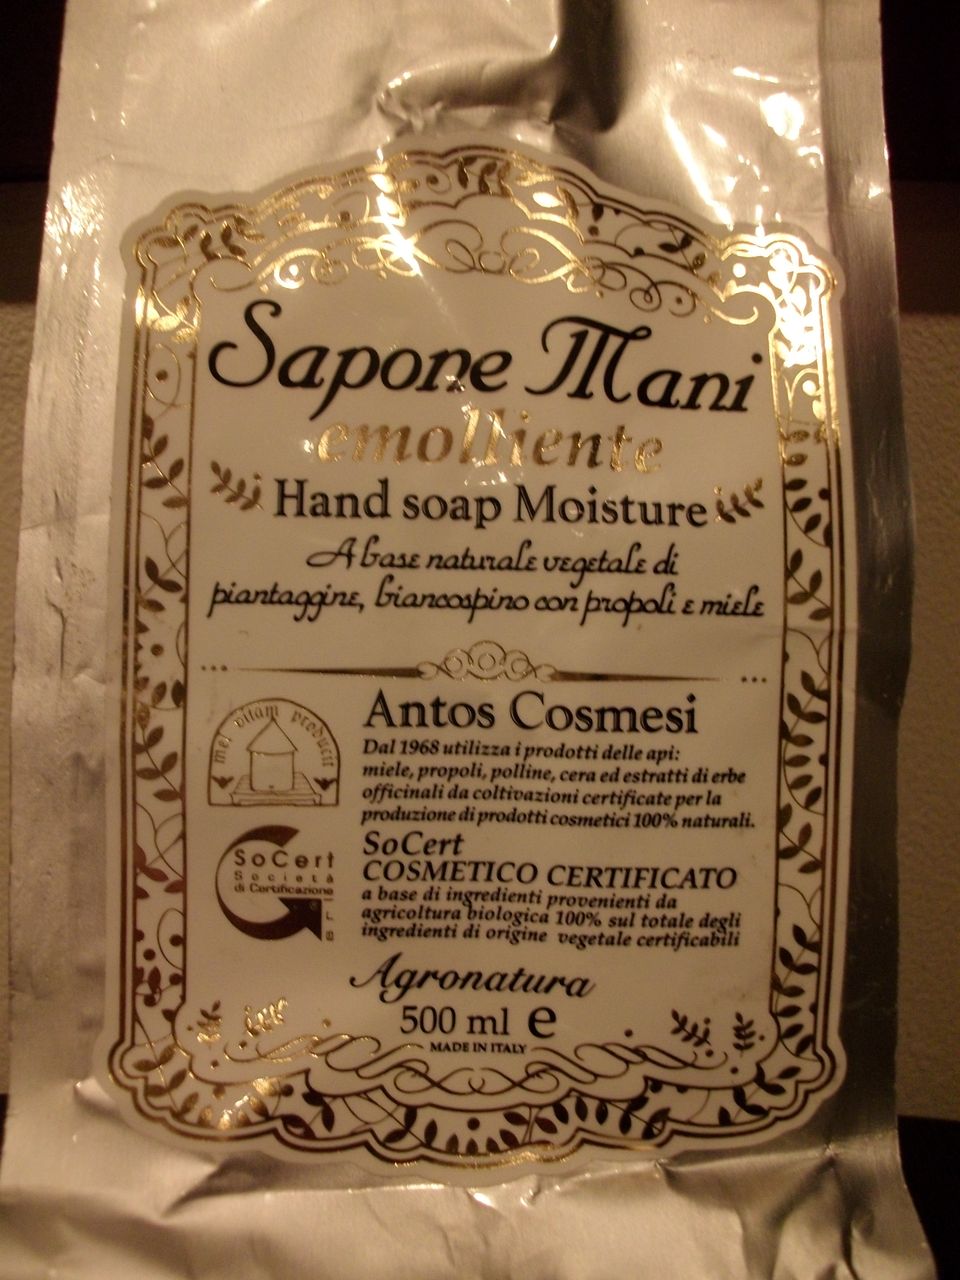 Sapone Mani
emolliente
Hand soap Moisture
A base naturale vegetale di
piantaggine, biancospino con propoli e miele
mel vitam producit
Antos Cosmesi
Dal 1968 utilizza i prodotti delle api:
miele, propoli, polline, cera ed estratti di erbe
officinali da coltivazioni certificate per la
produzione di prodotti cosmetici 100% naturali.
SoCert
Società
di Certificazione
SoCert
COSMETICO CERTIFICATO
a base di ingredienti provenienti da
agricoltura biologica 100% sul totale degli
ingredienti di origine vegetale certificabili
Agronatura
500 ml e
MADE IN ITALY